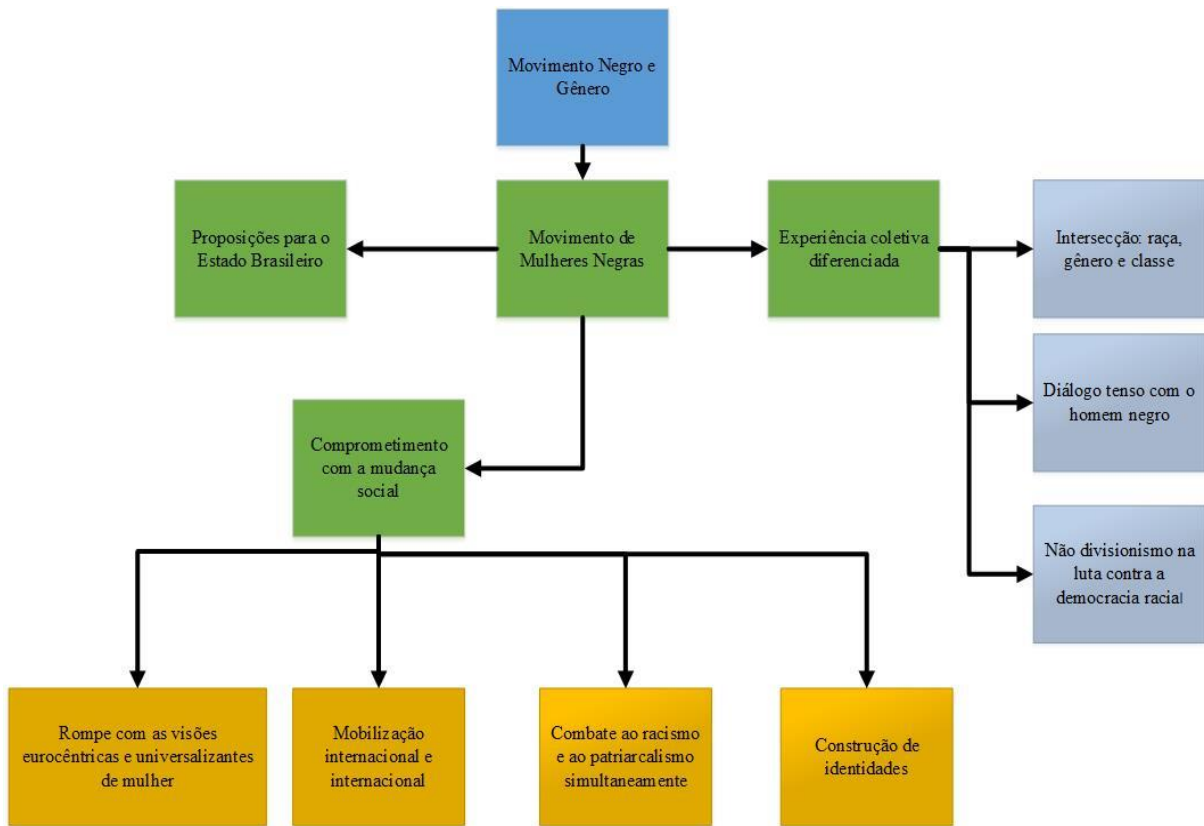 Movimento Negro e
Gênero
Proposições para o
Estado Brasileiro
Movimento de
Mulheres Negras
Experiência coletiva
diferenciada
Intersecção: raça,
gênero e classe
Diálogo tenso com o
homem negro
Não divisionismo na
luta contra a
democracia racial
Comprometimento
com a mudança
social
Rompe com as visões
eurocêntricas e universalizantes
de mulher
Mobilização
internacional e
internacional
Combate ao racismo
e ao patriarcalismo
simultaneamente
Construção de
identidades